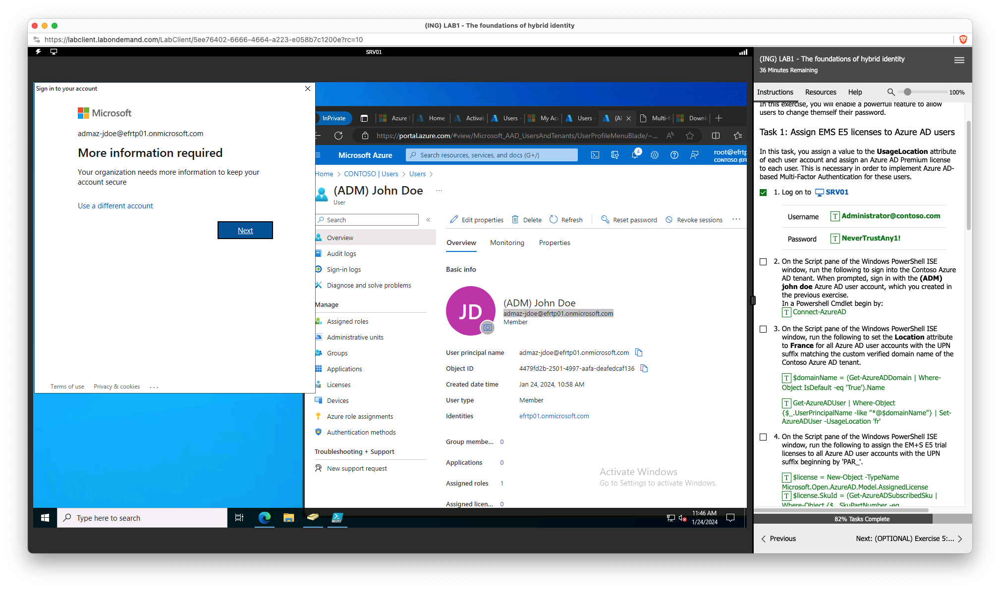 (ING) LAB1 - The foundations of hybrid identity
https://labclient.labondemand.com/LabClient/5ee76402-6666-4664-a223-e058b7c1200e?rc=10
SRV01
Sign in to your account
Microsoft
admaz-jdoe@efrtp01.onmicrosoft.com
More information required
Your organization needs more information to keep your
account secure
Use a different account
Next
Terms of use Privacy & cookies ...
InPrivate
Azure f
Home
Activat
Users
My Acc
Users
(Al
Multi-f
Downl
https://portal.azure.com/#view/Microsoft_AAD_UsersAndTenants/UserProfileMenuBlade/~...
Microsoft Azure
Search resources, services, and docs (G+/)
4
root@efrtp
CONTOSO (EFF
Home > CONTOSO | Users > Users >
(ADM) John Doe ...
User
Search
«
Edit properties Delete Refresh Reset password Revoke sessions ...
Overview
Audit logs
Sign-in logs
Diagnose and solve problems
Manage
Assigned roles
Administrative units
Groups
Applications
Licenses
Devices
Azure role assignments
Authentication methods
Troubleshooting + Support
New support request
Overview Monitoring Properties
Basic info
JD
(ADM) John Doe
admaz-jdoe@efrtp01.onmicrosoft.com
Member
User principal name admaz-jdoe@efrtp01.onmicrosoft.com
Object ID 4479fd2b-2501-4997-aafa-deafedcaf136
Created date time Jan 24, 2024, 10:58 AM
User type Member
Identities efrtp01.onmicrosoft.com
Group membe... 0
Applications 0
Assigned roles 1
Assigned licen... 0
Activate Windows
Go to Settings to activate Windows.
Type here to search
11:46 AM
1/24/2024
(ING) LAB1 - The foundations of hybrid identity
36 Minutes Remaining
Instructions Resources Help
100%
In this exercise, you will enable a powerfull feature to allow
users to change themself their password.
Task 1: Assign EMS E5 licenses to Azure AD users
In this task, you assign a value to the UsageLocation attribute
of each user account and assign an Azure AD Premium license
to each user. This is necessary in order to implement Azure AD-
based Multi-Factor Authentication for these users.
1. Log on to SRV01
Username T Administrator@contoso.com
Password T NeverTrustAny1!
2. On the Script pane of the Windows PowerShell ISE
window, run the following to sign into the Contoso Azure
AD tenant. When prompted, sign in with the (ADM)
john doe Azure AD user account, which you created in
the previous exercise.
In a Powershell Cmdlet begin by:
T Connect-AzureAD
3. On the Script pane of the Windows PowerShell ISE
window, run the following to set the Location attribute
to France for all Azure AD user accounts with the UPN
suffix matching the custom verified domain name of the
Contoso Azure AD tenant.
T $domainName = (Get-AzureADDomain | Where-
Object IsDefault -eq 'True').Name
T Get-AzureADUser | Where-Object
{$_.UserPrincipalName -like "*@$domainName"} | Set-
AzureADUser -UsageLocation 'fr'
4. On the Script pane of the Windows PowerShell ISE
window, run the following to assign the EM+S E5 trial
licenses to all Azure AD user accounts with the UPN
suffix beginning by 'PAR_'.
T $license = New-Object -TypeName
Microsoft.Open.AzureAD.Model.AssignedLicense
T $license.SkuId = (Get-AzureADSubscribedSku |
Where-Object {$_.SkuPartNumber -eq
82% Tasks Complete
Previous
Next: (OPTIONAL) Exercise 5:...